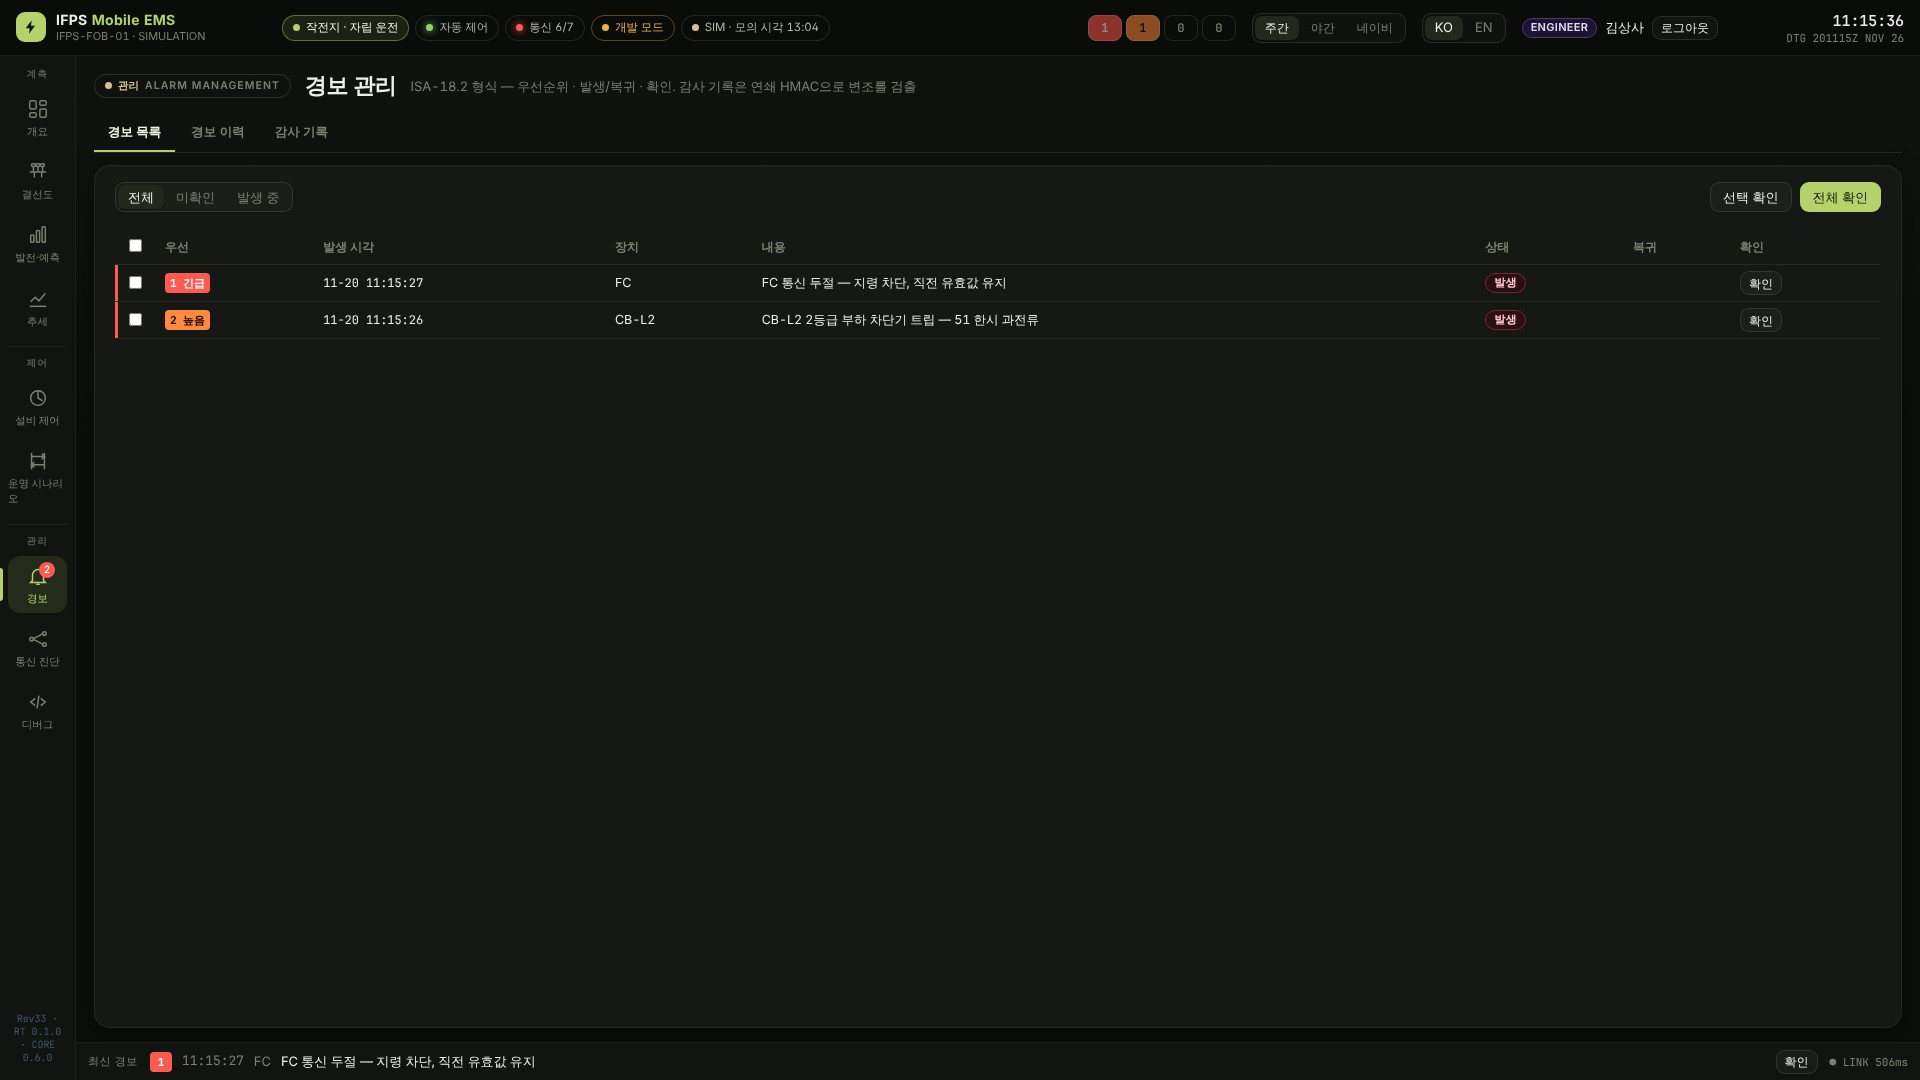 IFPS Mobile EMS
IFPS-FOB-01 · SIMULATION
작전지 · 자립 운전
자동 제어
통신 6/7
개발 모드
SIM · 모의 시각 13:04
1 1 0 0
주간 야간 네이비
KO EN
ENGINEER 김상사 로그아웃
11:15:36
DTG 201115Z NOV 26
계측
개요
결선도
발전·예측
추세
제어
설비 제어
운영 시나리
오
관리
2
경보
통신 진단
디버그
Rev33 ·
RT 0.1.0
· CORE
0.6.0
관리 ALARM MANAGEMENT
경보 관리
ISA-18.2 형식 — 우선순위 · 발생/복귀 · 확인. 감사 기록은 연쇄 HMAC으로 변조를 검출
경보 목록 경보 이력 감사 기록
전체 미확인 발생 중
선택 확인 전체 확인
우선 발생 시각 장치 내용 상태 복귀 확인
1 긴급 11-20 11:15:27 FC FC 통신 두절 — 지령 차단, 직전 유효값 유지 발생 확인
2 높음 11-20 11:15:26 CB-L2 CB-L2 2등급 부하 차단기 트립 — 51 한시 과전류 발생 확인
최신 경보 1 11:15:27 FC FC 통신 두절 — 지령 차단, 직전 유효값 유지 확인 LINK 506ms